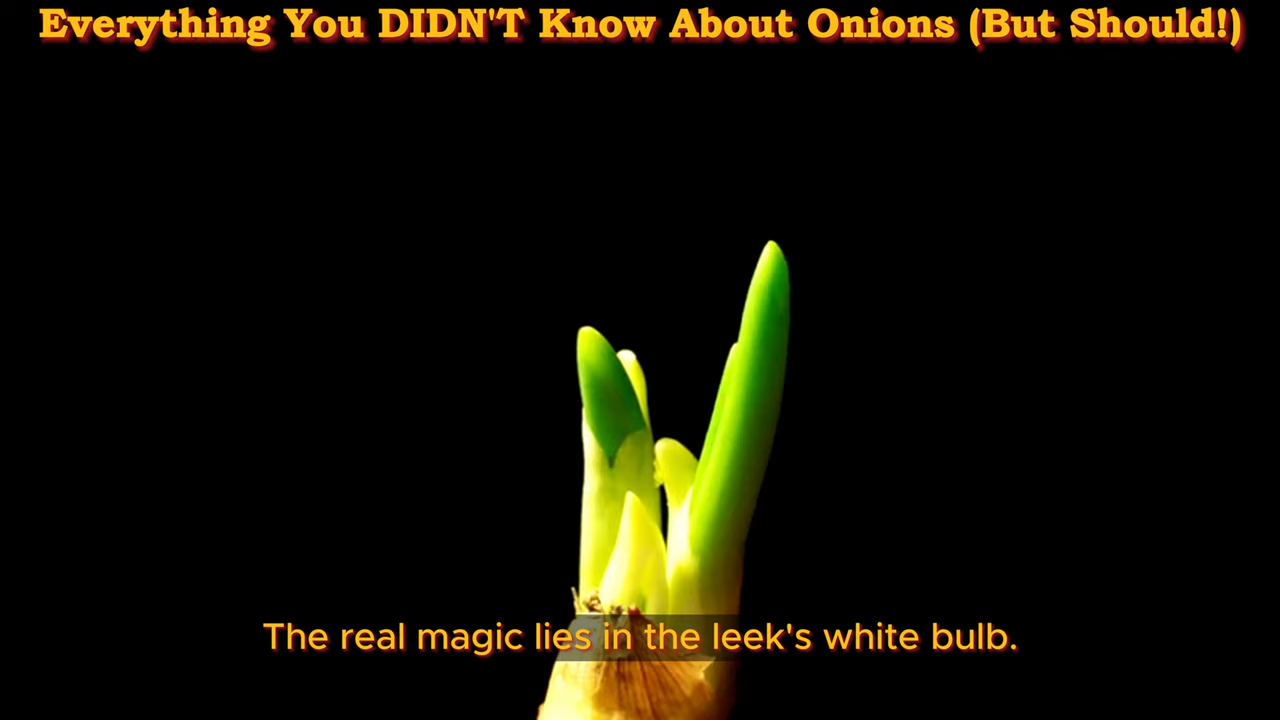 Everything You DIDN'T Know About Onions (But Should!)
The real magic lies in the leek's white bulb.